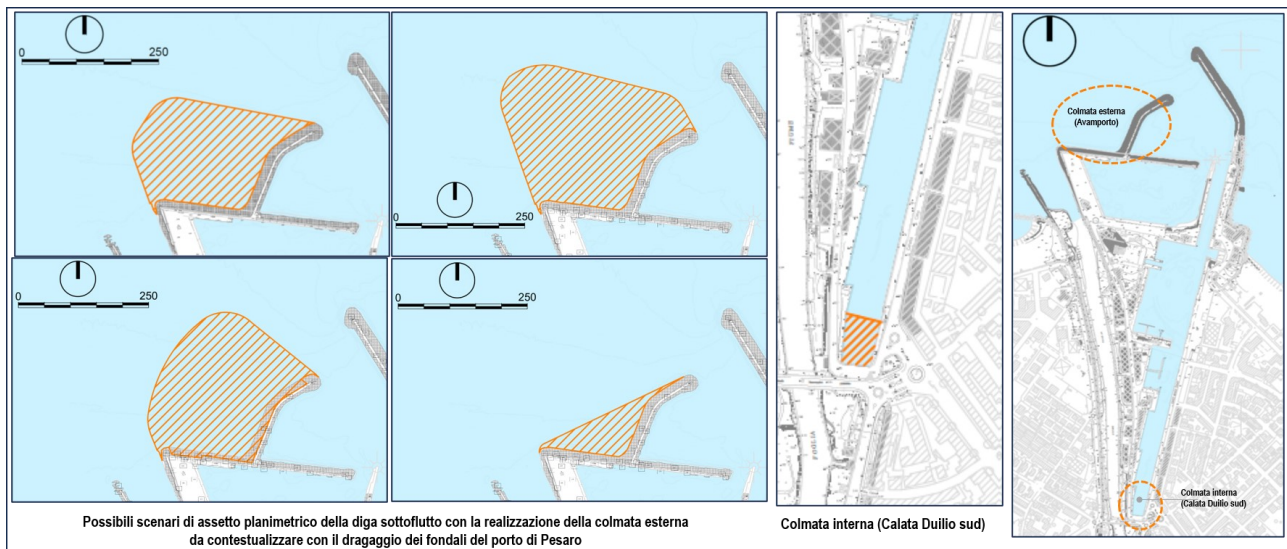 0
250
0
250
0
250
0
250
FIUME
FOGLIA
Colmata esterna
(Avamporto)
Colmata interna
(Calata Duilio sud)
Possibili scenari di assetto planimetrico della diga sottoflutto con la realizzazione della colmata esterna
da contestualizzare con il dragaggio dei fondali del porto di Pesaro
Colmata interna (Calata Duilio sud)